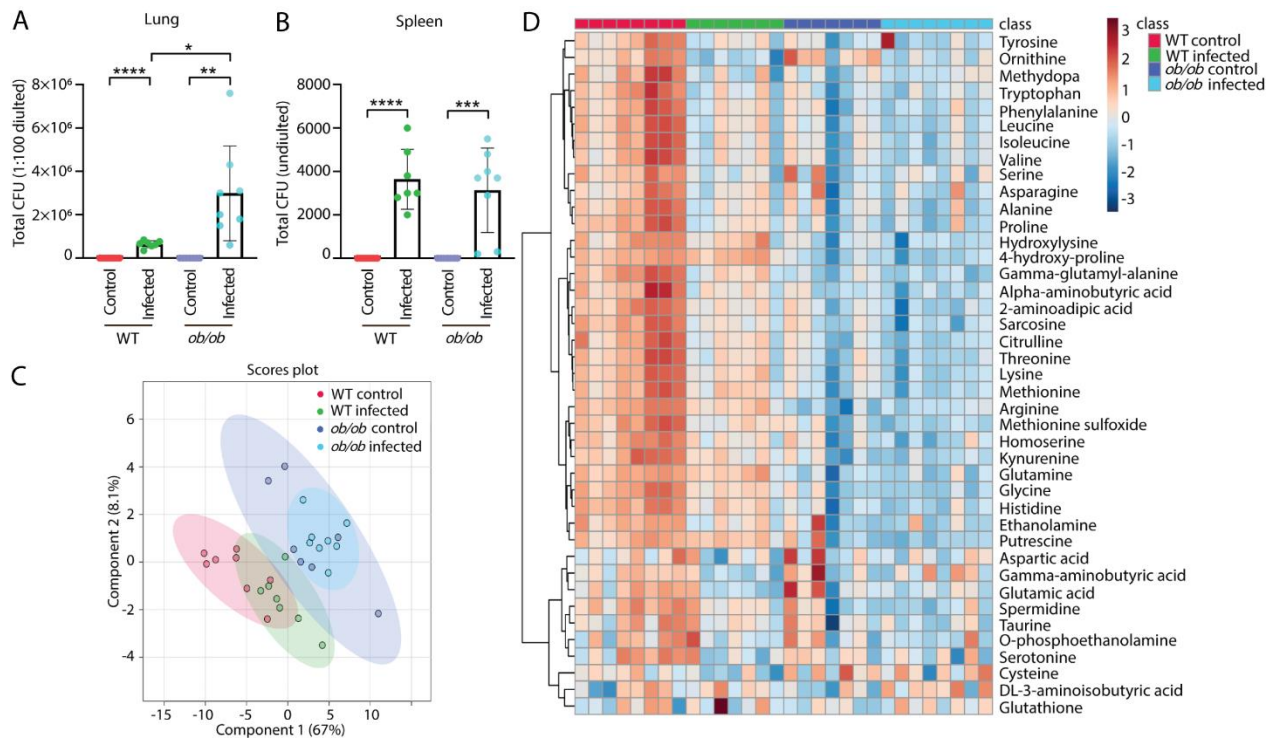 A
Lung
Total CFU (1:100 diulted)
8×10⁶
6×10⁶
4×10⁶
2×10⁶
0
****
*
**
Control
Infected
Control
Infected
WT
ob/ob
B
Spleen
Total CFU (undiulted)
8000
6000
4000
2000
0
****
***
Control
Infected
Control
Infected
WT
ob/ob
C
Scores plot
WT control
WT infected
ob/ob control
ob/ob infected
Component 2 (8.1%)
6
4
2
0
-2
-4
-15
-10
-5
0
5
10
Component 1 (67%)
D
class
Tyrosine
Ornithine
Methydopa
Tryptophan
Phenylalanine
Leucine
Isoleucine
Valine
Serine
Asparagine
Alanine
Proline
Hydroxylysine
4-hydroxy-proline
Gamma-glutamyl-alanine
Alpha-aminobutyric acid
2-aminoadipic acid
Sarcosine
Citrulline
Threonine
Lysine
Methionine
Arginine
Methionine sulfoxide
Homoserine
Kynurenine
Glutamine
Glycine
Histidine
Ethanolamine
Putrescine
Aspartic acid
Gamma-aminobutyric acid
Glutamic acid
Spermidine
Taurine
O-phosphoethanolamine
Serotonine
Cysteine
DL-3-aminoisobutyric acid
Glutathione
3
2
1
0
-1
-2
-3
class
WT control
WT infected
ob/ob control
ob/ob infected